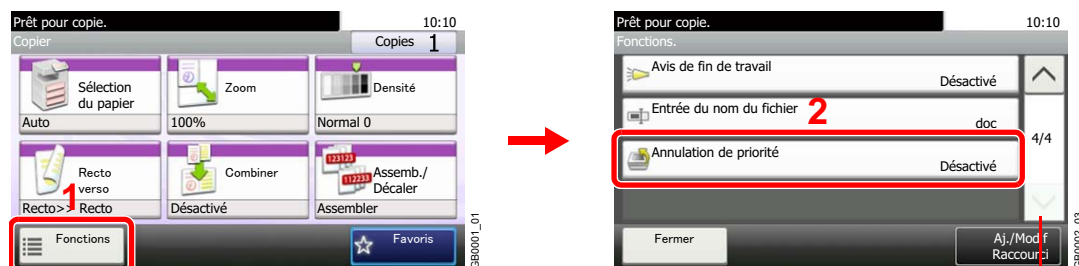 Prêt pour copie.
10:10
Copier
Copies 1
Sélection
du papier
Auto
Zoom
100%
Densité
Normal 0
Recto
verso
Recto>> Recto
Combiner
Désactivé
Assemb./
Décaler
Assembler
123123
112233
1
Fonctions
Favoris
GB0001_01
Prêt pour copie.
10:10
Fonctions.
Avis de fin de travail
Désactivé
Entrée du nom du fichier
2
doc
4/4
Annulation de priorité
Désactivé
Fermer
Aj./Modif
Raccourci